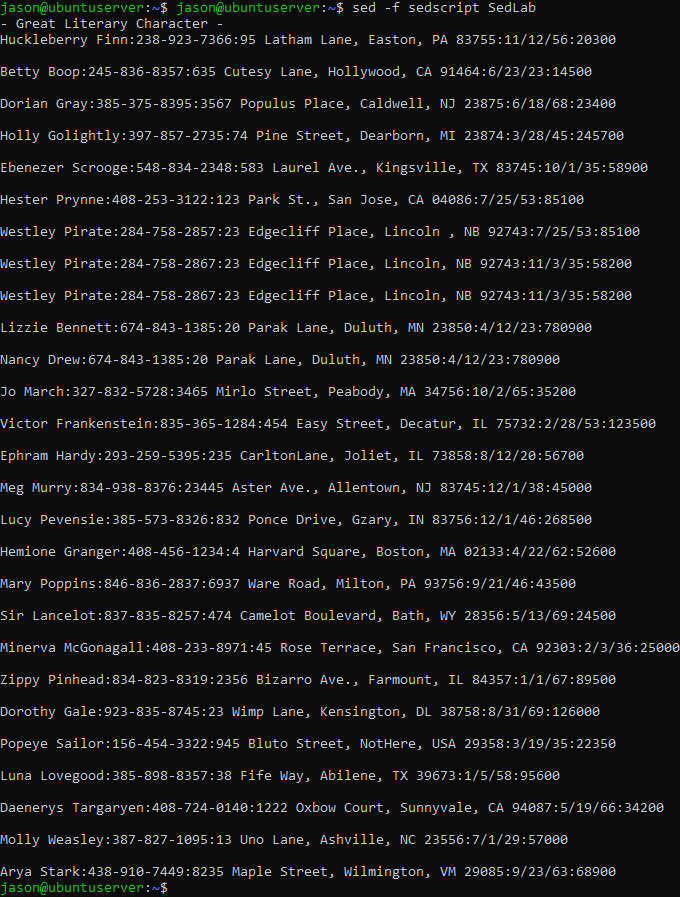 jason@ubuntuserver:~$ jason@ubuntuserver:~$ sed -f sedscript SedLab
- Great Literary Character -
Huckleberry Finn:238-923-7366:95 Latham Lane, Easton, PA 83755:11/12/56:20300
Betty Boop:245-836-8357:635 Cutesy Lane, Hollywood, CA 91464:6/23/23:14500
Dorian Gray:385-375-8395:3567 Populus Place, Caldwell, NJ 23875:6/18/68:23400
Holly Golightly:397-857-2735:74 Pine Street, Dearborn, MI 23874:3/28/45:245700
Ebenezer Scrooge:548-834-2348:583 Laurel Ave., Kingsville, TX 83745:10/1/35:58900
Hester Prynne:408-253-3122:123 Park St., San Jose, CA 04086:7/25/53:85100
Westley Pirate:284-758-2857:23 Edgecliff Place, Lincoln , NB 92743:7/25/53:85100
Westley Pirate:284-758-2867:23 Edgecliff Place, Lincoln, NB 92743:11/3/35:58200
Westley Pirate:284-758-2867:23 Edgecliff Place, Lincoln, NB 92743:11/3/35:58200
Lizzie Bennett:674-843-1385:20 Parak Lane, Duluth, MN 23850:4/12/23:780900
Nancy Drew:674-843-1385:20 Parak Lane, Duluth, MN 23850:4/12/23:780900
Jo March:327-832-5728:3465 Mirlo Street, Peabody, MA 34756:10/2/65:35200
Victor Frankenstein:835-365-1284:454 Easy Street, Decatur, IL 75732:2/28/53:123500
Ephram Hardy:293-259-5395:235 CarltonLane, Joliet, IL 73858:8/12/20:56700
Meg Murry:834-938-8376:23445 Aster Ave., Allentown, NJ 83745:12/1/38:45000
Lucy Pevensie:385-573-8326:832 Ponce Drive, Gzary, IN 83756:12/1/46:268500
Hemione Granger:408-456-1234:4 Harvard Square, Boston, MA 02133:4/22/62:52600
Mary Poppins:846-836-2837:6937 Ware Road, Milton, PA 93756:9/21/46:43500
Sir Lancelot:837-835-8257:474 Camelot Boulevard, Bath, WY 28356:5/13/69:24500
Minerva McGonagall:408-233-8971:45 Rose Terrace, San Francisco, CA 92303:2/3/36:25000
Zippy Pinhead:834-823-8319:2356 Bizarro Ave., Farmount, IL 84357:1/1/67:89500
Dorothy Gale:923-835-8745:23 Wimp Lane, Kensington, DL 38758:8/31/69:126000
Popeye Sailor:156-454-3322:945 Bluto Street, NotHere, USA 29358:3/19/35:22350
Luna Lovegood:385-898-8357:38 Fife Way, Abilene, TX 39673:1/5/58:95600
Daenerys Targaryen:408-724-0140:1222 Oxbow Court, Sunnyvale, CA 94087:5/19/66:34200
Molly Weasley:387-827-1095:13 Uno Lane, Ashville, NC 23556:7/1/29:57000
Arya Stark:438-910-7449:8235 Maple Street, Wilmington, VM 29085:9/23/63:68900
jason@ubuntuserver:~$